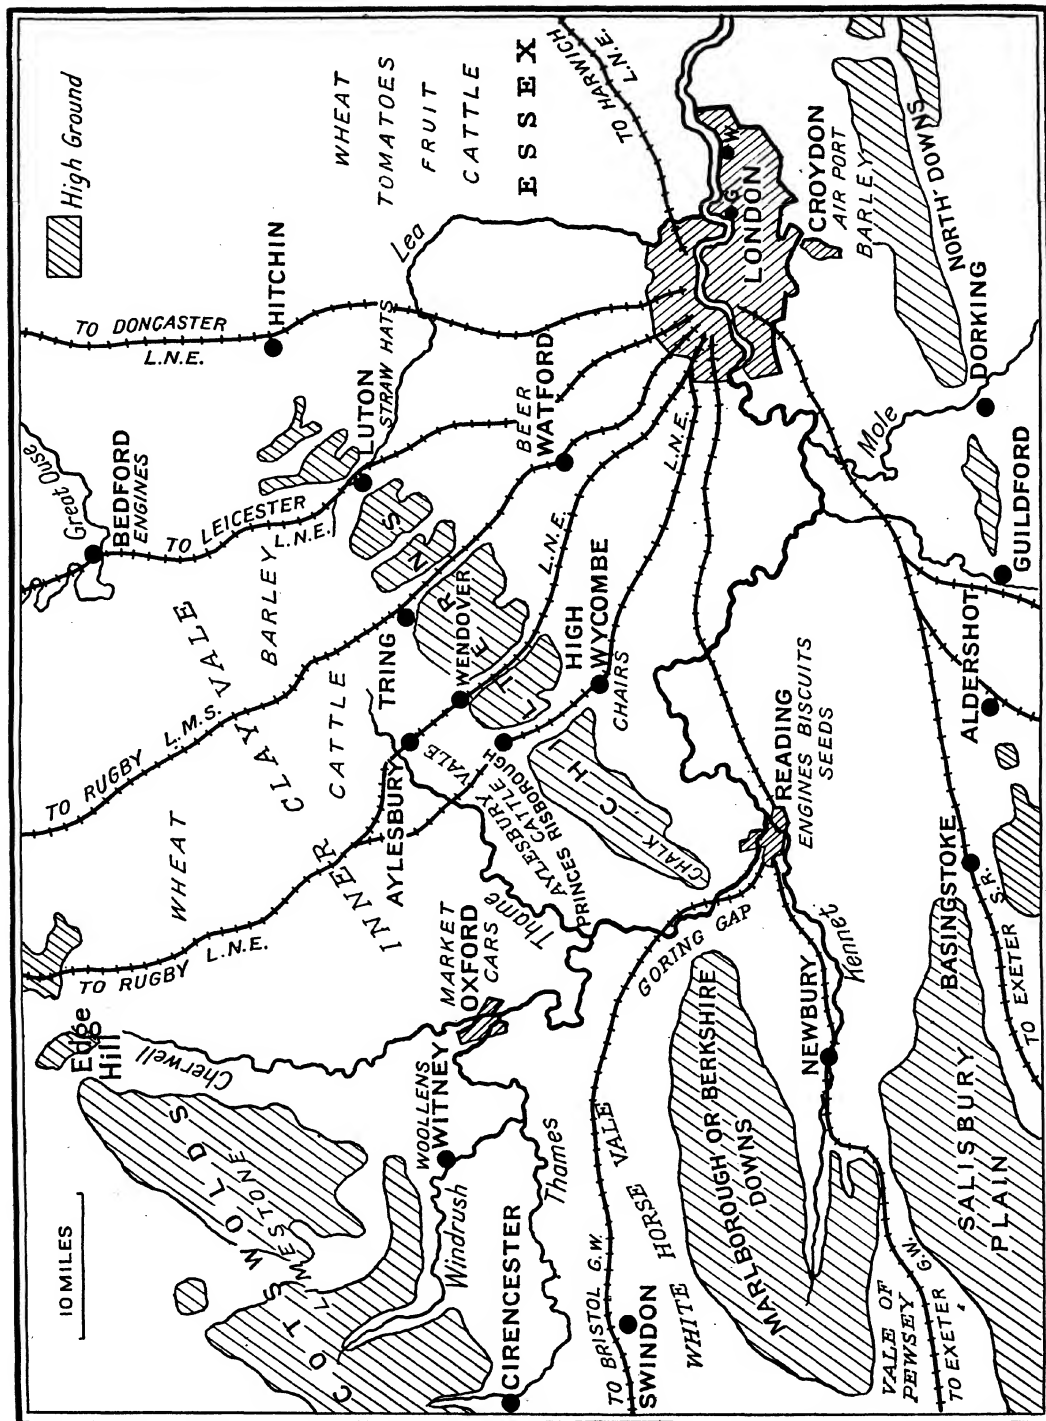 10 MILES
High Ground
TO DONCASTER
L.N.E.
HITCHIN
Great Ouse
BEDFORD
ENGINES
TO LEICESTER
L.N.E.
LUTON
STRAW HATS
Lea
WHEAT
TOMATOES
FRUIT
CATTLE
ESSEX
TO HARWICH
L.N.E.
Edge
Hill
Cherwell
TO RUGBY
L.N.E.
TO RUGBY
L.M.S.
WHEAT
INNER CLAY VALE
BARLEY
CATTLE
TRING
WENDOVER
AYLESBURY
AYLESBURY VALE
CATTLE
PRINCES RISBOROUGH
CHILTERNS
CHALK
HIGH
WYCOMBE
CHAIRS
BEER
WATFORD
L.N.E.
L.N.E.
COTSWOLDS
LIMESTONE
WOOLLENS
WITNEY
Windrush
CIRENCESTER
Thames
MARKET
OXFORD
CARS
Thame
LONDON
G
W
CROYDON
AIR PORT
BARLEY
NORTH DOWNS
DORKING
Mole
GUILDFORD
ALDERSHOT
TO BRISTOL G.W.
SWINDON
WHITE HORSE VALE
GORING GAP
READING
ENGINES BISCUITS
SEEDS
MARLBOROUGH OR BERKSHIRE
DOWNS
NEWBURY
Kennet
BASINGSTOKE
TO EXETER S.R.
VALE OF
PEWSEY
TO EXETER G.W.
SALISBURY
PLAIN